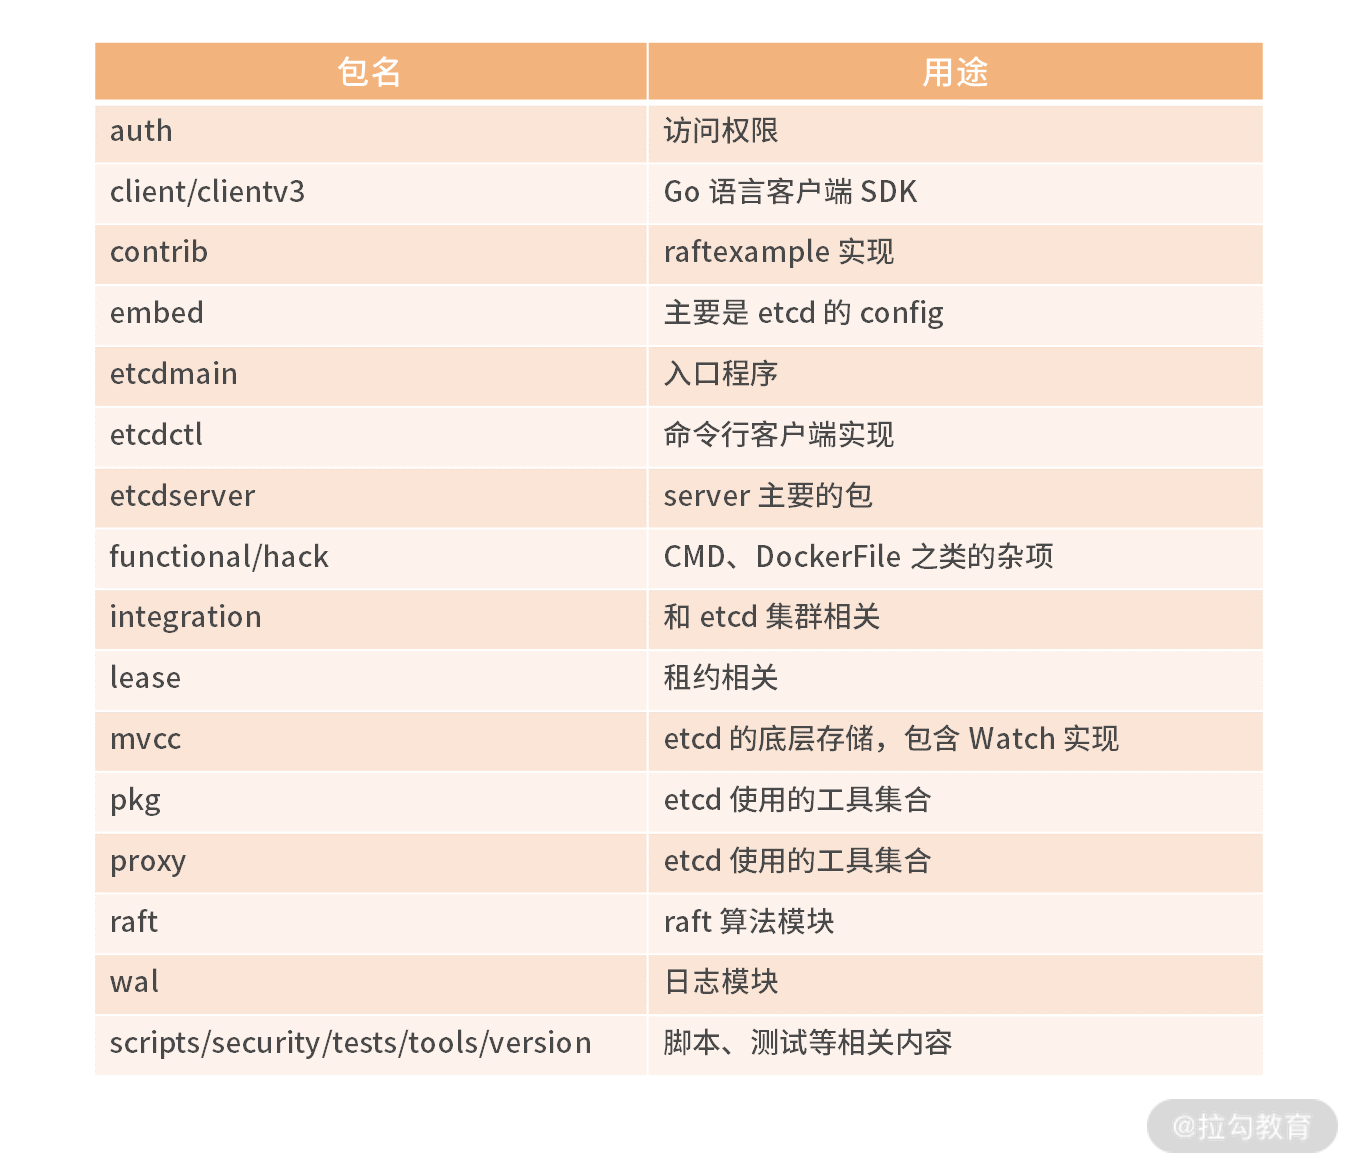 包名 用途
auth 访问权限
client/clientv3 Go 语言客户端 SDK
contrib raftexample 实现
embed 主要是 etcd 的 config
etcdmain 入口程序
etcdctl 命令行客户端实现
etcdserver server 主要的包
functional/hack CMD、DockerFile 之类的杂项
integration 和 etcd 集群相关
lease 租约相关
mvcc etcd 的底层存储，包含 Watch 实现
pkg etcd 使用的工具集合
proxy etcd 使用的工具集合
raft raft 算法模块
wal 日志模块
scripts/security/tests/tools/version 脚本、测试等相关内容
@拉勾教育